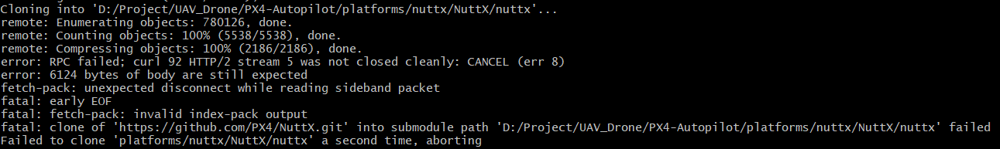 Cloning into 'D:/Project/UAV_Drone/PX4-Autopilot/platforms/nuttx/NuttX/nuttx'...
remote: Enumerating objects: 780126, done.
remote: Counting objects: 100% (5538/5538), done.
remote: Compressing objects: 100% (2186/2186), done.
error: RPC failed; curl 92 HTTP/2 stream 5 was not closed cleanly: CANCEL (err 8)
error: 6124 bytes of body are still expected
fetch-pack: unexpected disconnect while reading sideband packet
fatal: early EOF
fatal: fetch-pack: invalid index-pack output
fatal: clone of 'https://github.com/PX4/NuttX.git' into submodule path 'D:/Project/UAV_Drone/PX4-Autopilot/platforms/nuttx/NuttX/nuttx' failed
Failed to clone 'platforms/nuttx/NuttX/nuttx' a second time, aborting